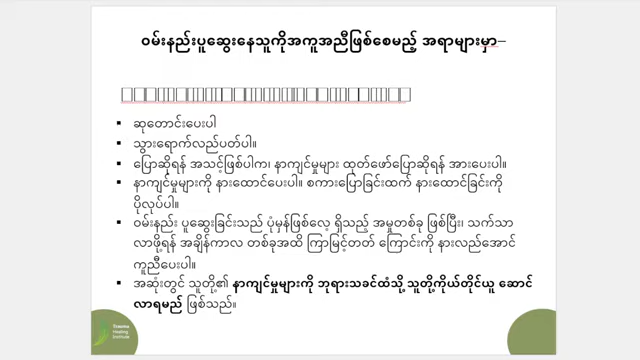 ဝမ်းနည်းပူဆွေးနေသူကိုအကူအညီဖြစ်စေမည့် အရာများမှာ–
▪ ဆုတောင်းပေးပါ
▪ သွားရောက်လည်ပတ်ပါ။
▪ ပြောဆိုရန် အသင့်ဖြစ်ပါက၊ နာကျင်မှုများ ထုတ်ဖော်ပြောဆိုရန် အားပေးပါ။
▪ နာကျင်မှုများကို နားထောင်ပေးပါ။ စကားပြောခြင်းထက် နားထောင်ခြင်းကို
ပိုလုပ်ပါ။
▪ ဝမ်းနည်း ပူဆွေးခြင်းသည် ပုံမှန်ဖြစ်လေ့ ရှိသည့် အမှုတစ်ခု ဖြစ်ပြီး၊ သက်သာ
လာဖို့ရန် အချိန်ကာလ တစ်ခုအထိ ကြာမြင့်တတ် ကြောင်းကို နားလည်အောင်
ကူညီပေးပါ။
▪ အဆုံးတွင် သူတို့၏ နာကျင်မှုများကို ဘုရားသခင်ထံသို့ သူတို့ကိုယ်တိုင်ယူ ဆောင်
လာရမည် ဖြစ်သည်။
Trauma
Healing
Institute